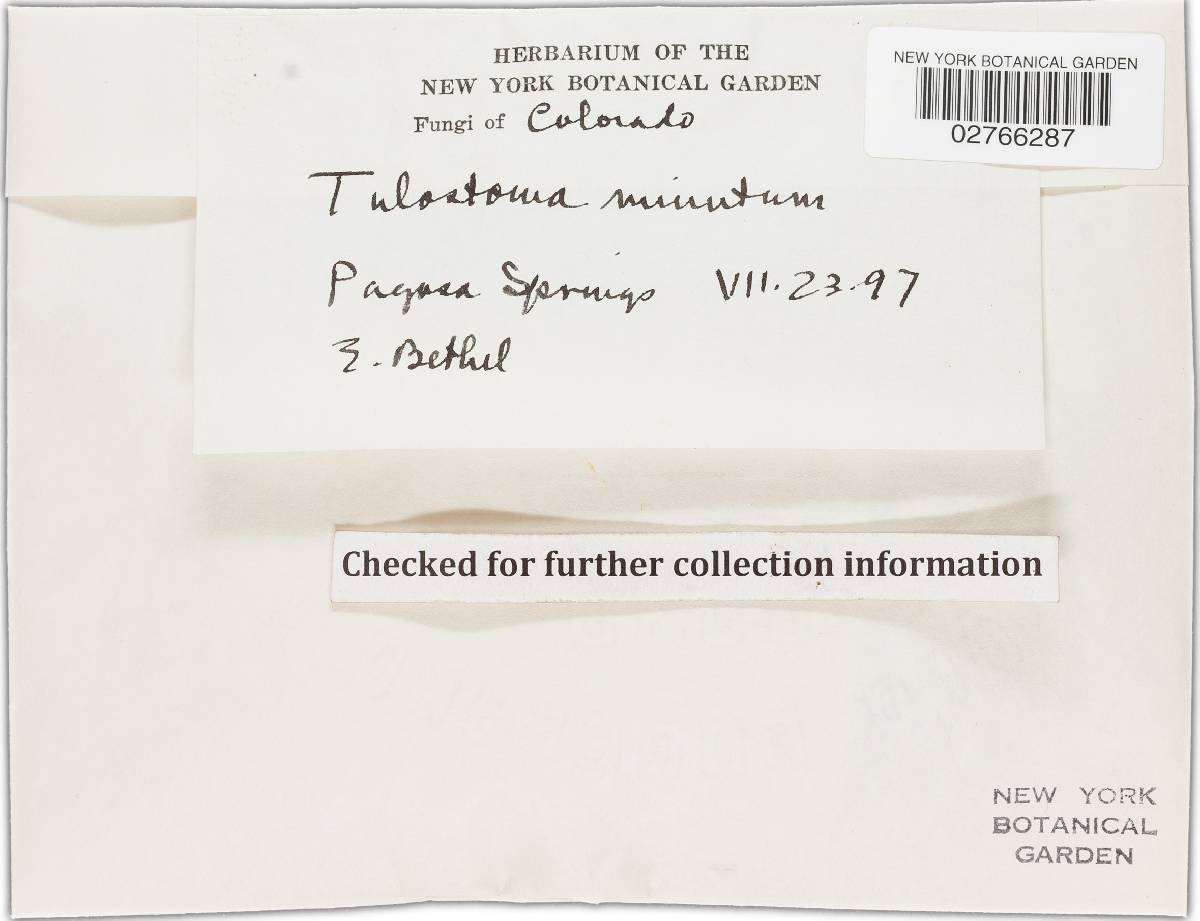 HERBARIUM OF THE
NEW YORK BOTANICAL GARDEN
Fungi of Colorado
NEW YORK BOTANICAL GARDEN
02766287
Tulostoma minutum
Pagosa Springs VII.23.97
E. Bethel
Checked for further collection information
NEW YORK
BOTANICAL
GARDEN